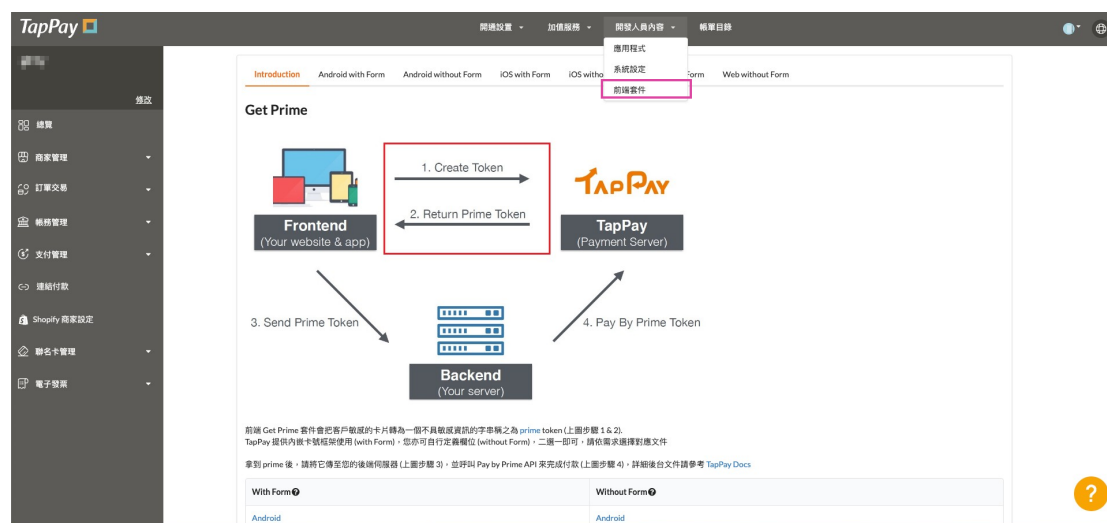 TapPay
開通設置
加值服務
開發人員內容
帳單目錄
應用程式
系統設定
前端套件
修改
總覽
商家管理
訂單交易
帳務管理
支付管理
連結付款
Shopify 商家設定
聯名卡管理
電子發票
Introduction
Android with Form
Android without Form
iOS with Form
iOS witho
Form
Web without Form
Get Prime
1. Create Token
2. Return Prime Token
TAPPAY
Frontend
(Your website & app)
TapPay
(Payment Server)
3. Send Prime Token
4. Pay By Prime Token
Backend
(Your server)
前端 Get Prime 套件會把客戶敏感的卡片轉為一個不具敏感資訊的字串稱之為 prime token (上圖步驟 1 & 2).
TapPay 提供內嵌卡號框架使用 (with Form)，您亦可自行定義欄位 (without Form)，二選一即可，請依需求選擇對應文件
拿到 prime 後，請將它傳至您的後端伺服器 (上圖步驟 3)，並呼叫 Pay by Prime API 來完成付款 (上圖步驟 4)，詳細後台文件請參考 TapPay Docs
With Form
Without Form
Android
Android